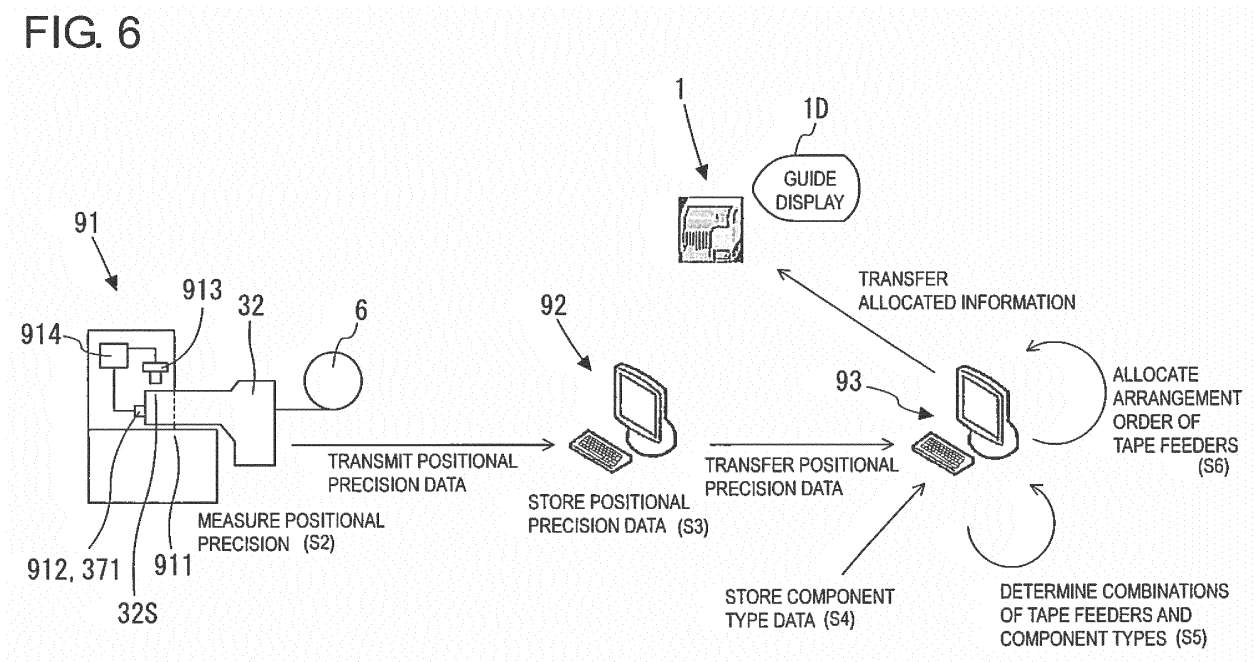 FIG. 6
1
1D
GUIDE
DISPLAY
91
913
914
32
6
92
TRANSFER
ALLOCATED INFORMATION
93
ALLOCATE
ARRANGEMENT
ORDER OF
TAPE FEEDERS
(S6)
TRANSMIT POSITIONAL
PRECISION DATA
TRANSFER POSITIONAL
PRECISION DATA
STORE POSITIONAL
PRECISION DATA (S3)
MEASURE POSITIONAL
PRECISION (S2)
912, 371
911
32S
STORE COMPONENT
TYPE DATA (S4)
DETERMINE COMBINATIONS
OF TAPE FEEDERS AND
COMPONENT TYPES (S5)